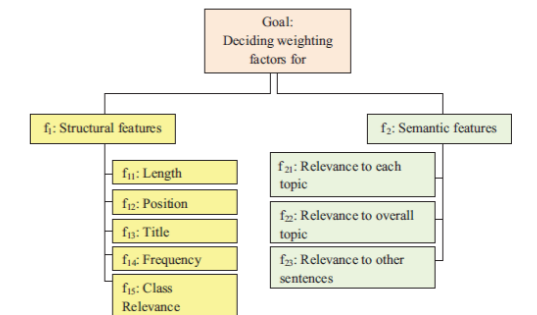 Goal:
Deciding weighting
factors for
f₁: Structural features
f₂: Semantic features
f₁₁: Length
f₁₂: Position
f₁₃: Title
f₁₄: Frequency
f₁₅: Class
Relevance
f₂₁: Relevance to each
topic
f₂₂: Relevance to overall
topic
f₂₃: Relevance to other
sentences